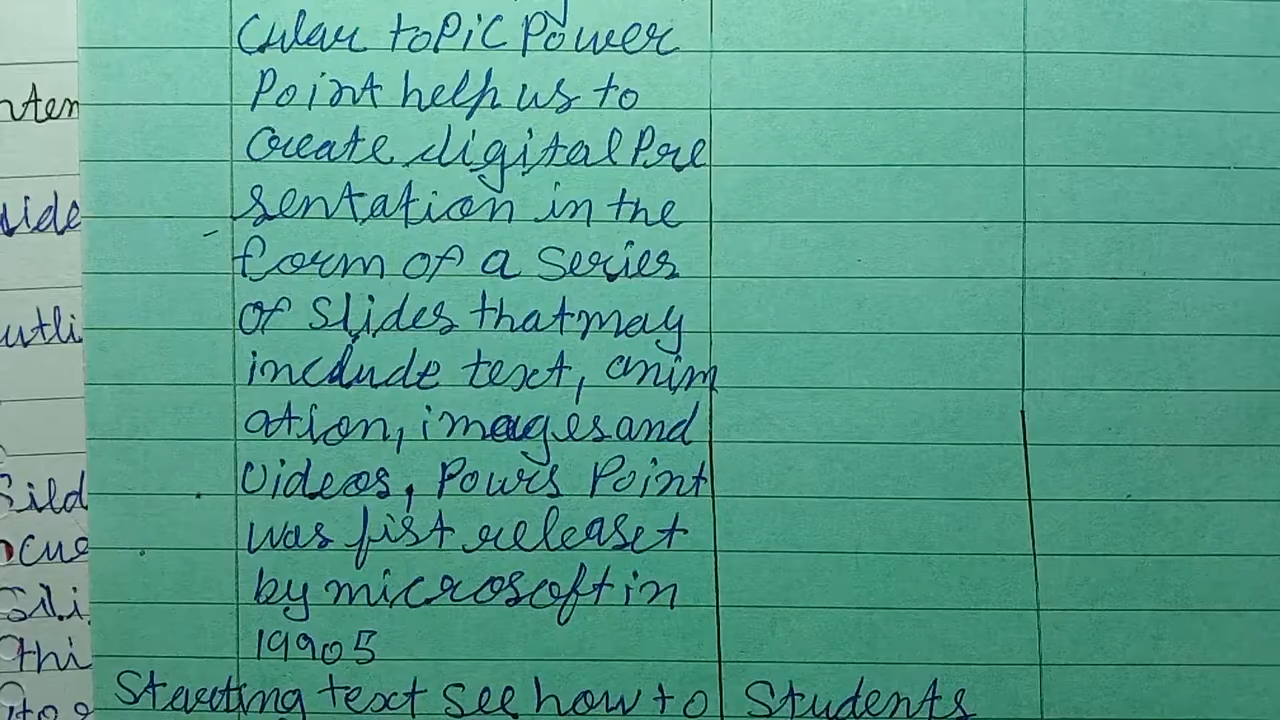 cular topic Power
Point help us to
create digital Pre
sentation in the
form of a series
of slides that may
include text, anim
ation, images and
Videos, Pours Point
was fist releaset
by microsoft in
19905
Starting text see how to
Students